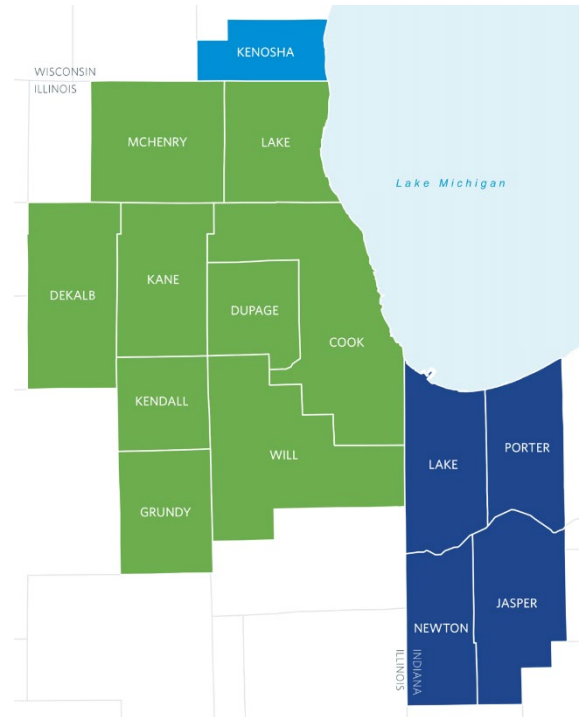 KENOSHA
WISCONSIN
ILLINOIS
MCHENRY
LAKE
Lake Michigan
DEKALB
KANE
DUPAGE
COOK
KENDALL
WILL
LAKE
PORTER
GRUNDY
JASPER
NEWTON
ILLINOIS
INDIANA